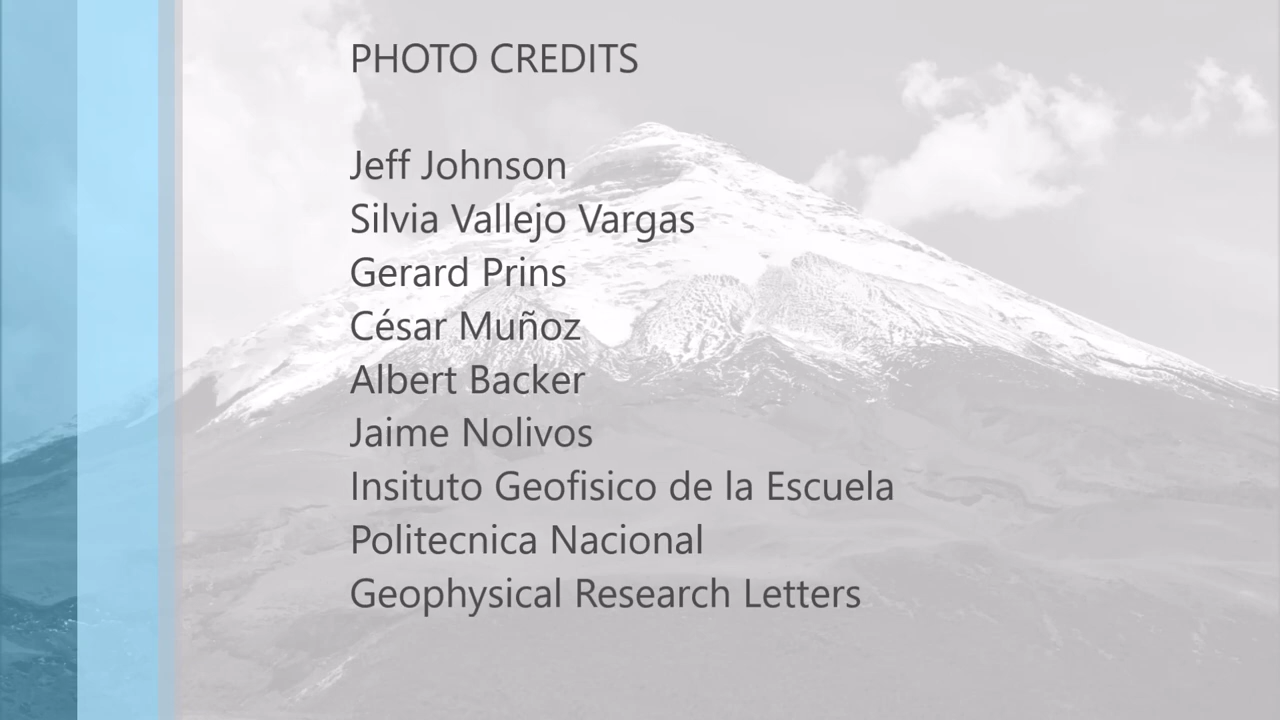 PHOTO CREDITS
Jeff Johnson
Silvia Vallejo Vargas
Gerard Prins
César Muñoz
Albert Backer
Jaime Nolivos
Insituto Geofisico de la Escuela
Politecnica Nacional
Geophysical Research Letters